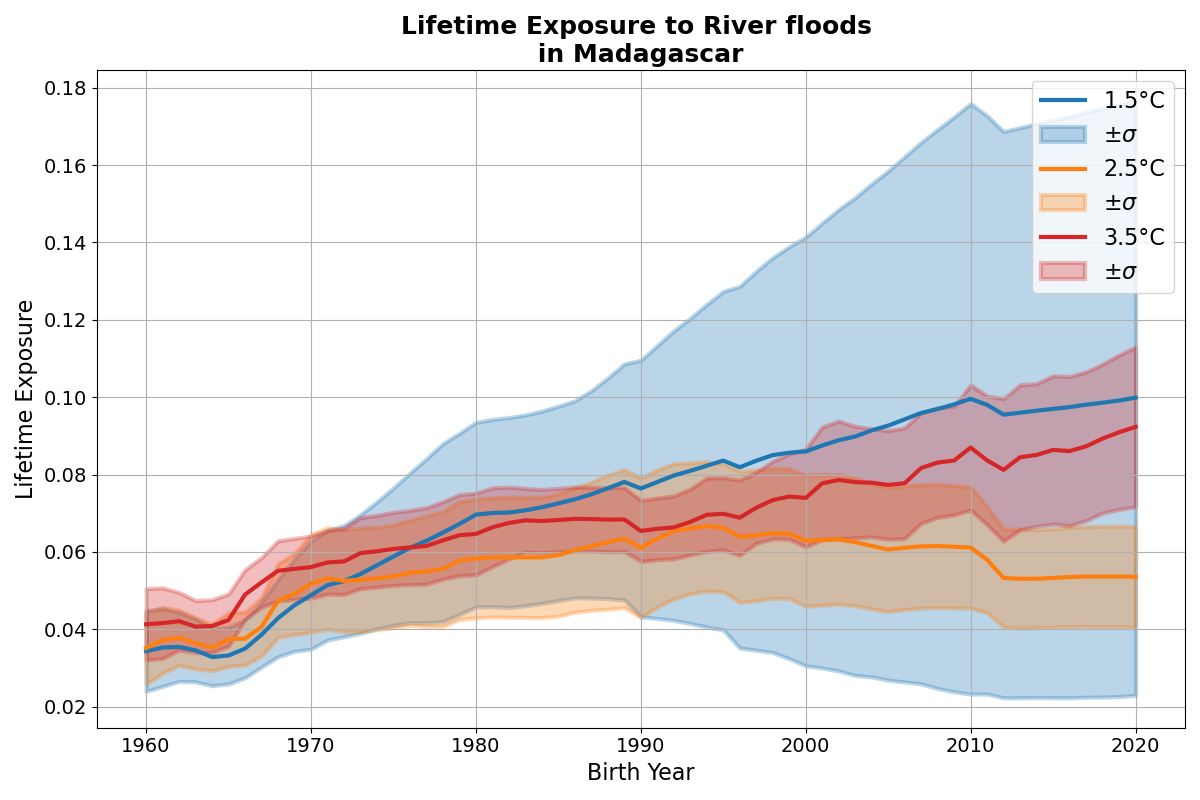 Lifetime Exposure to River floods
in Madagascar
Lifetime Exposure
0.18
0.16
0.14
0.12
0.10
0.08
0.06
0.04
0.02
1.5°C
±σ
2.5°C
±σ
3.5°C
±σ
1960 1970 1980 1990 2000 2010 2020
Birth Year